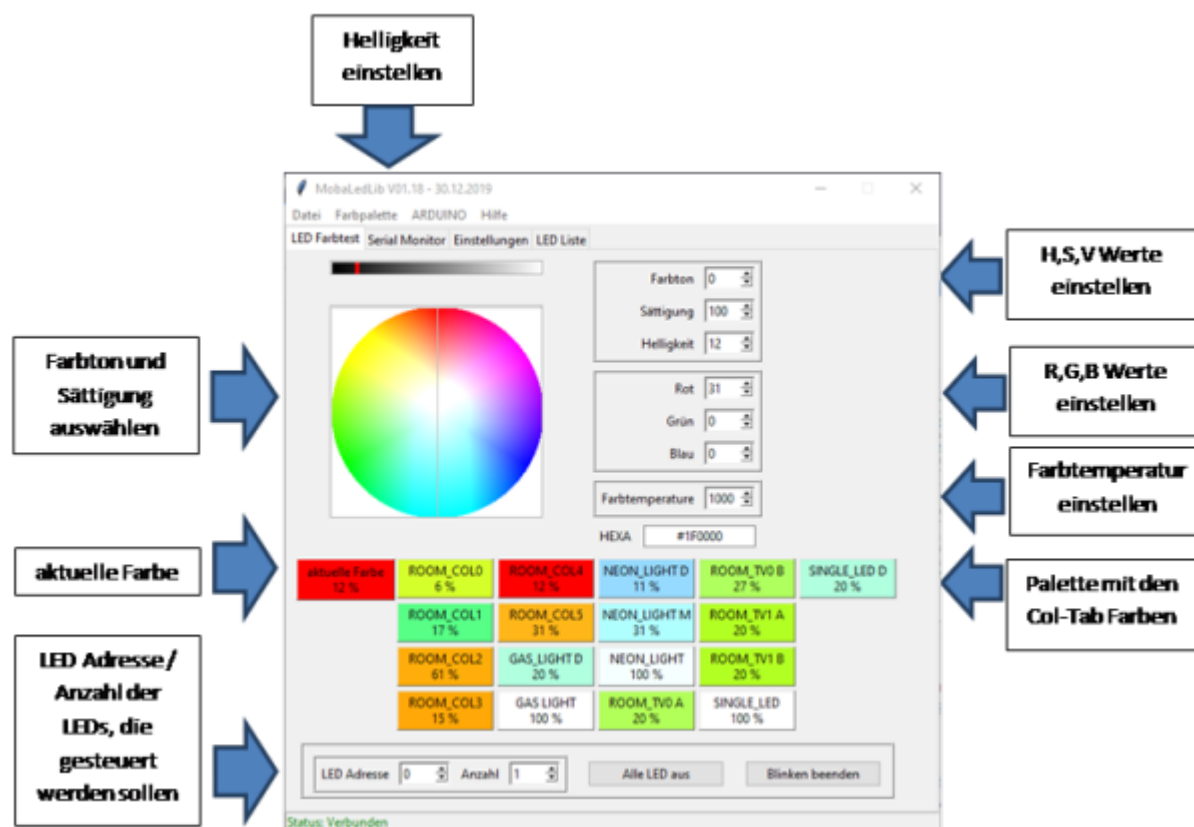 Helligkeit
einstellen
MobaLedLib V01.18 - 30.12.2019
Datei Farbpalette ARDUINO Hilfe
LED Farbtest Serial Monitor Einstellungen LED Liste
Farbton 0
Sättigung 100
Helligkeit 12
Rot 31
Grün 0
Blau 0
Farbtemperature 1000
HEXA #1F0000
H,S,V Werte
einstellen
R,G,B Werte
einstellen
Farbtemperatur
einstellen
Palette mit den
Col-Tab Farben
Farbton und
Sättigung
auswählen
aktuelle Farbe
LED Adresse /
Anzahl der
LEDs, die
gesteuert
werden sollen
aktuelle Farbe ROOM_COL0 ROOM_COL4 NEON_LIGHT D ROOM_TV0 B SINGLE_LED D
12 % 6 % 12 % 11 % 27 % 20 %
ROOM_COL1 ROOM_COL5 NEON_LIGHT M ROOM_TV1 A
17 % 31 % 31 % 20 %
ROOM_COL2 GAS_LIGHT D NEON_LIGHT ROOM_TV1 B
61 % 20 % 100 % 20 %
ROOM_COL3 GAS LIGHT ROOM_TV0 A SINGLE_LED
15 % 100 % 20 % 100 %
LED Adresse 0 Anzahl 1 Alle LED aus Blinken beenden
Status: Verbunden